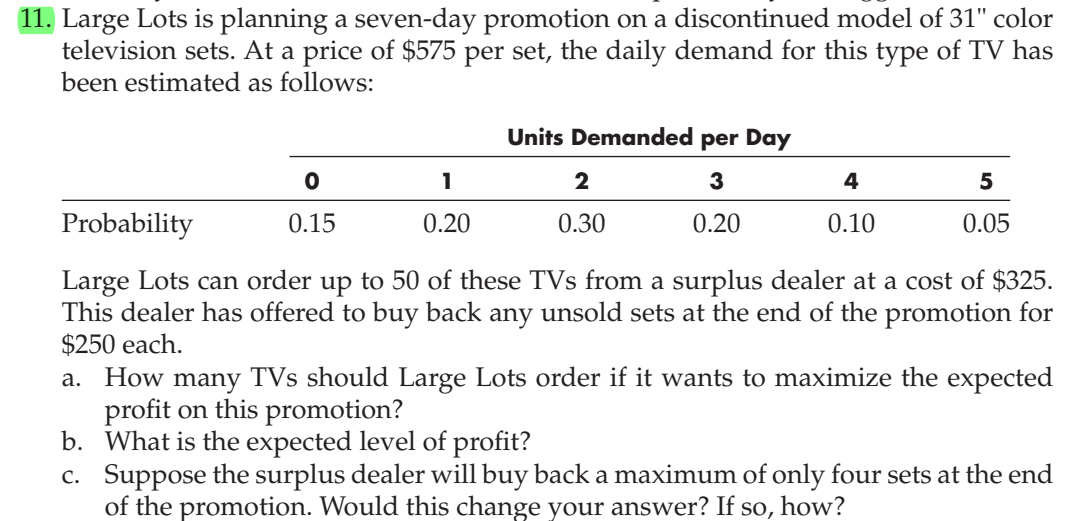 11. Large Lots is planning a seven-day promotion on a discontinued model of 31" color
television sets. At a price of $575 per set, the daily demand for this type of TV has
been estimated as follows:
Units Demanded per Day
0 1 2 3 4 5
Probability 0.15 0.20 0.30 0.20 0.10 0.05
Large Lots can order up to 50 of these TVs from a surplus dealer at a cost of $325.
This dealer has offered to buy back any unsold sets at the end of the promotion for
$250 each.
a. How many TVs should Large Lots order if it wants to maximize the expected
profit on this promotion?
b. What is the expected level of profit?
c. Suppose the surplus dealer will buy back a maximum of only four sets at the end
of the promotion. Would this change your answer? If so, how?